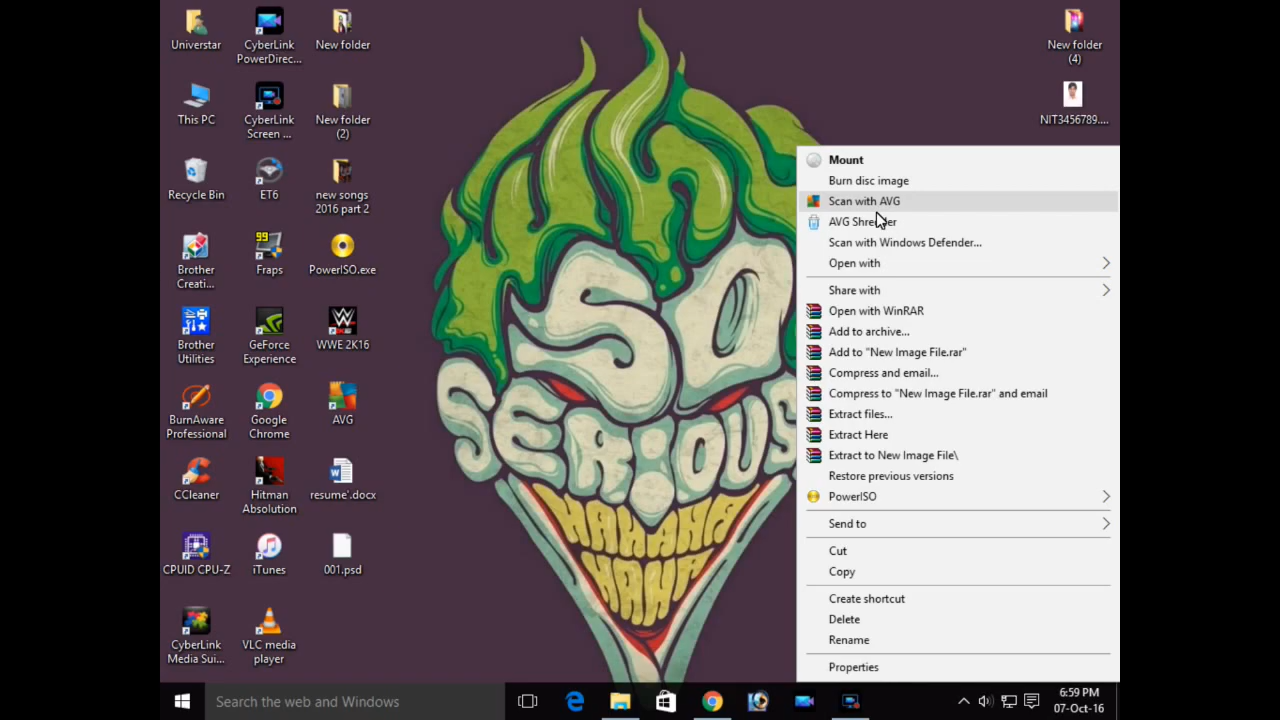 Universtar
CyberLink
PowerDirec...
New folder
New folder
(4)
This PC
CyberLink
Screen ...
New folder
(2)
NIT3456789....
Recycle Bin
ET6
new songs
2016 part 2
Brother
Creati...
99
Fraps
PowerISO.exe
Brother
Utilities
GeForce
Experience
WWE 2K16
BurnAware
Professional
Google
Chrome
AVG
CCleaner
Hitman
Absolution
resume'.docx
CPUID CPU-Z
iTunes
001.psd
CyberLink
Media Sui...
VLC media
player
SO
SERIOUS
HAHAHA
HAHA
Mount
Burn disc image
Scan with AVG
AVG Shredder
Scan with Windows Defender...
Open with
Share with
Open with WinRAR
Add to archive...
Add to "New Image File.rar"
Compress and email...
Compress to "New Image File.rar" and email
Extract files...
Extract Here
Extract to New Image File\
Restore previous versions
PowerISO
Send to
Cut
Copy
Create shortcut
Delete
Rename
Properties
Search the web and Windows
6:59 PM
07-Oct-16